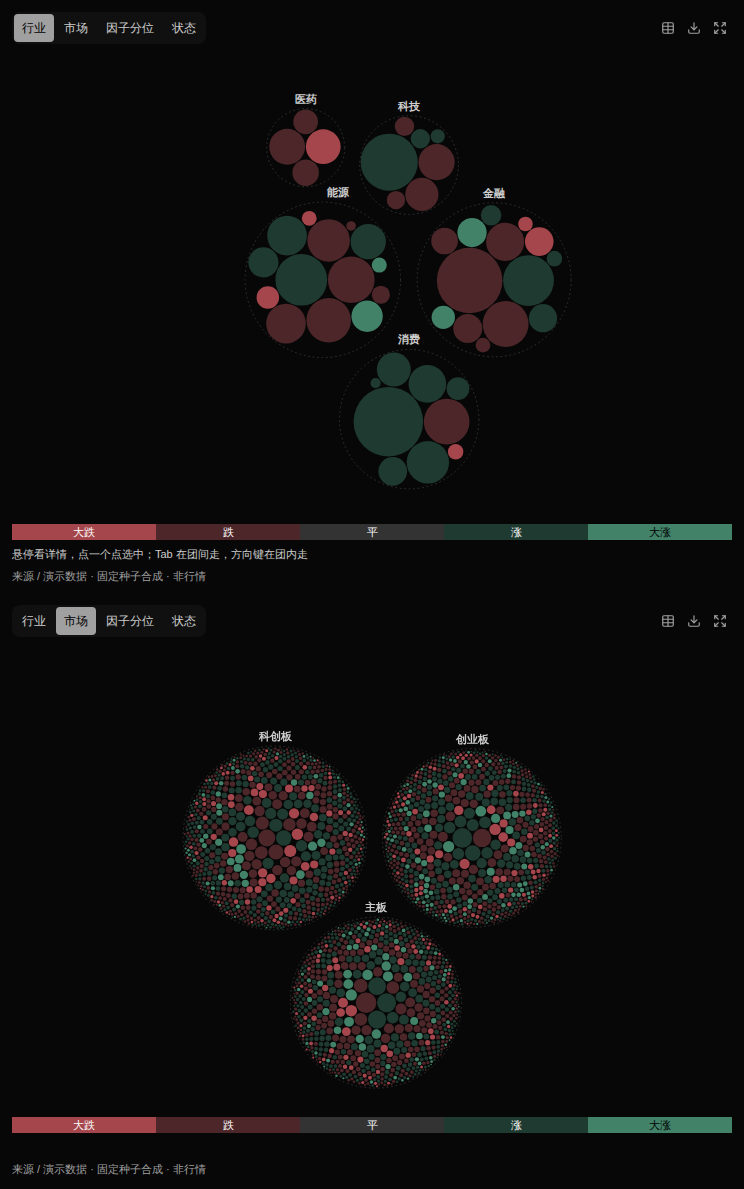 行业 市场 因子分位 状态
医药
科技
能源
金融
消费
大跌 跌 平 涨 大涨
悬停看详情，点一个点选中；Tab 在团间走，方向键在团内走
来源 / 演示数据 · 固定种子合成 · 非行情
行业 市场 因子分位 状态
科创板
创业板
主板
大跌 跌 平 涨 大涨
来源 / 演示数据 · 固定种子合成 · 非行情